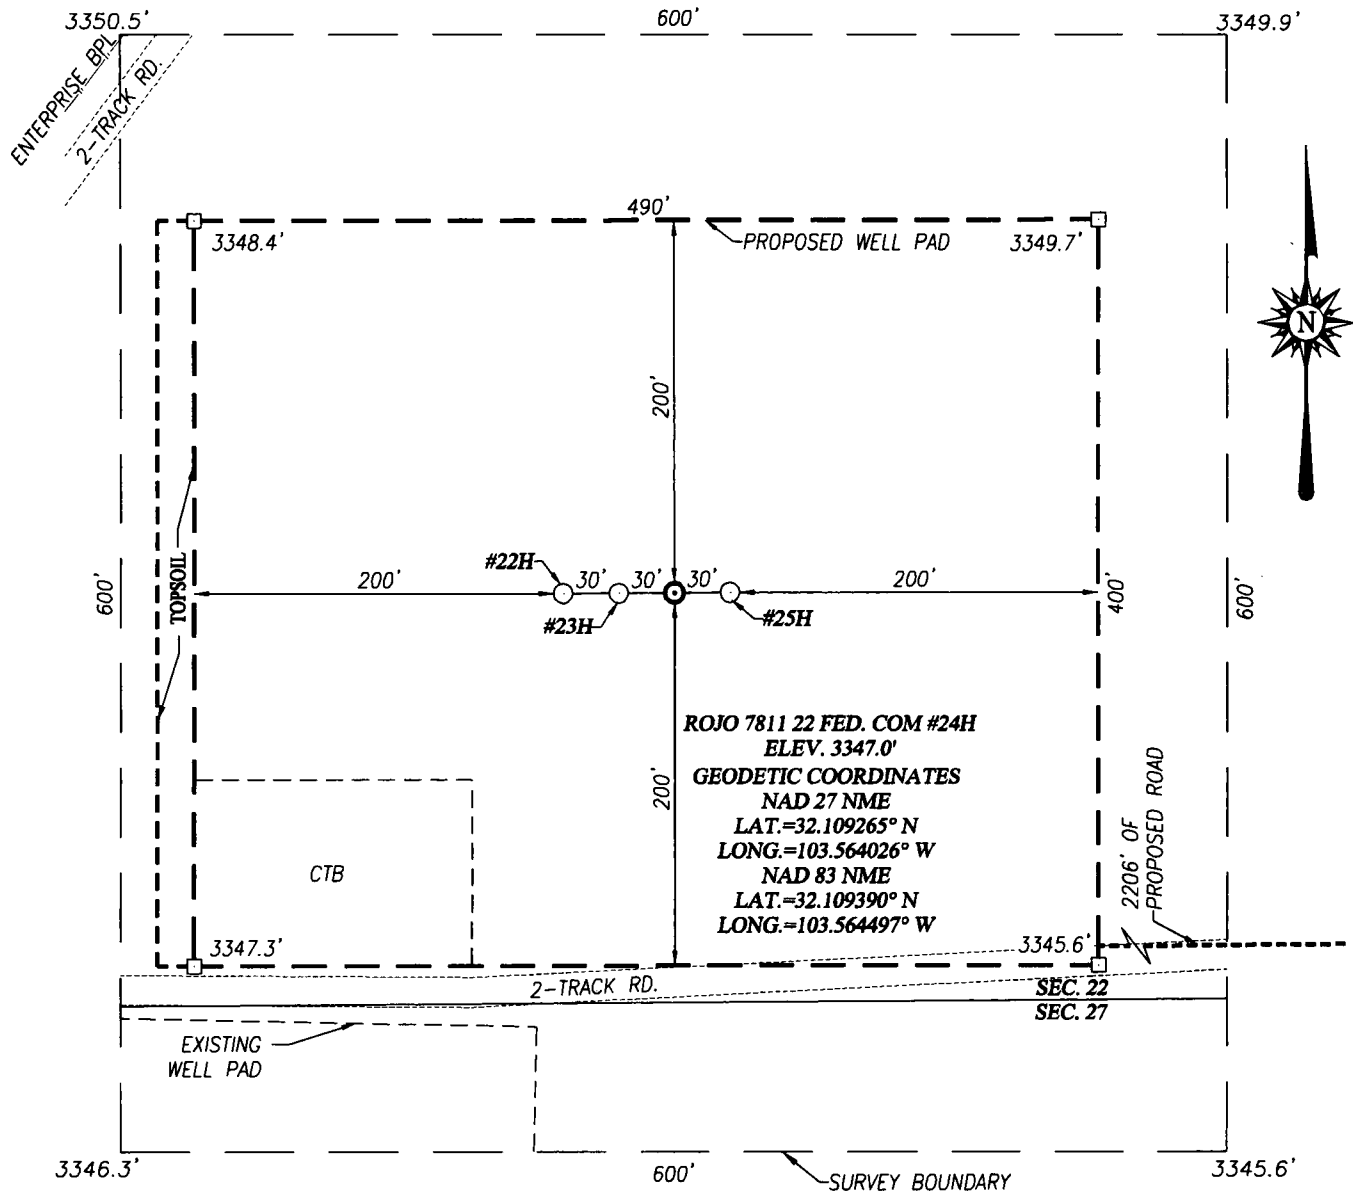 3350.5'
600'
3349.9'
ENTERPRISE BPL
2-TRACK RD.
490'
3348.4'
PROPOSED WELL PAD
3349.7'
N
200'
#22H
200'
30'
30'
30'
200'
#23H
#25H
TOPSOIL
600'
400'
600'
ROJO 7811 22 FED. COM #24H
ELEV. 3347.0'
GEODETIC COORDINATES
NAD 27 NME
LAT.=32.109265° N
LONG.=103.564026° W
NAD 83 NME
LAT.=32.109390° N
LONG.=103.564497° W
200'
CTB
2206' OF
PROPOSED ROAD
3347.3'
3345.6'
2-TRACK RD.
SEC. 22
SEC. 27
EXISTING
WELL PAD
3346.3'
600'
SURVEY BOUNDARY
3345.6'